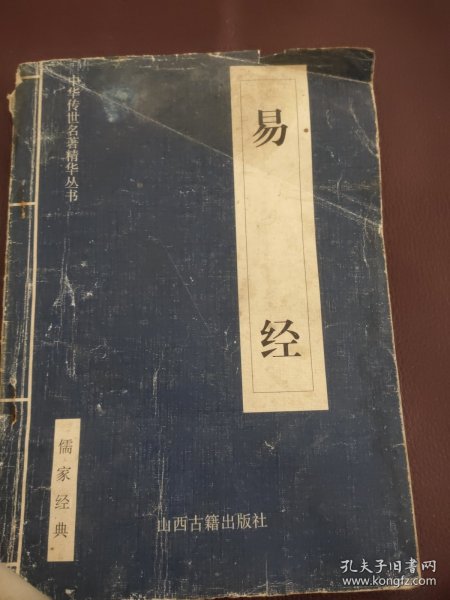 中华传世名著精华丛书
易经
儒家经典
山西古籍出版社
孔夫子旧书网
www.kongfz.com